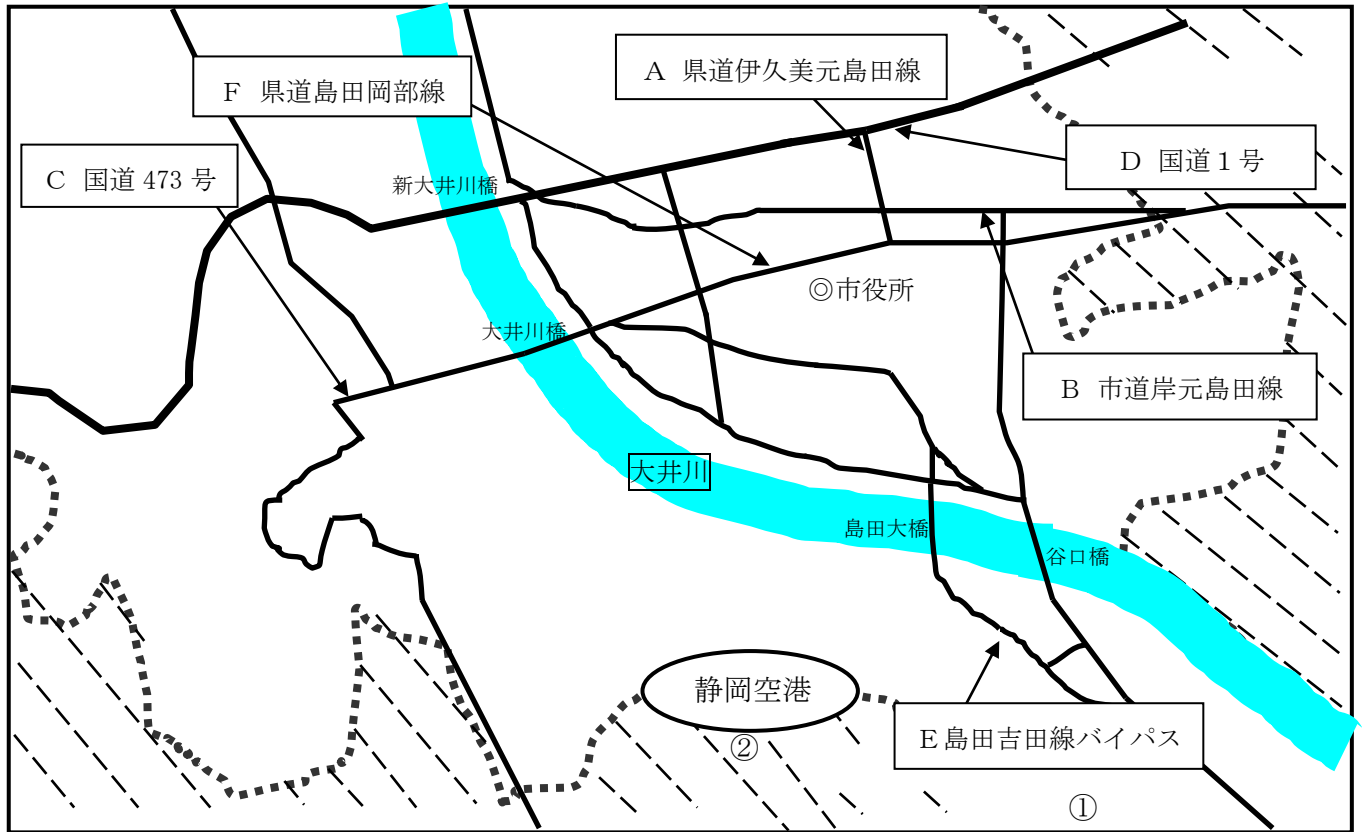 A 県道伊久美元島田線
F 県道島田岡部線
D 国道1号
C 国道 473 号
新大井川橋
◎市役所
大井川橋
B 市道岸元島田線
大井川
島田大橋
谷口橋
静岡空港
E島田吉田線バイパス
②
①